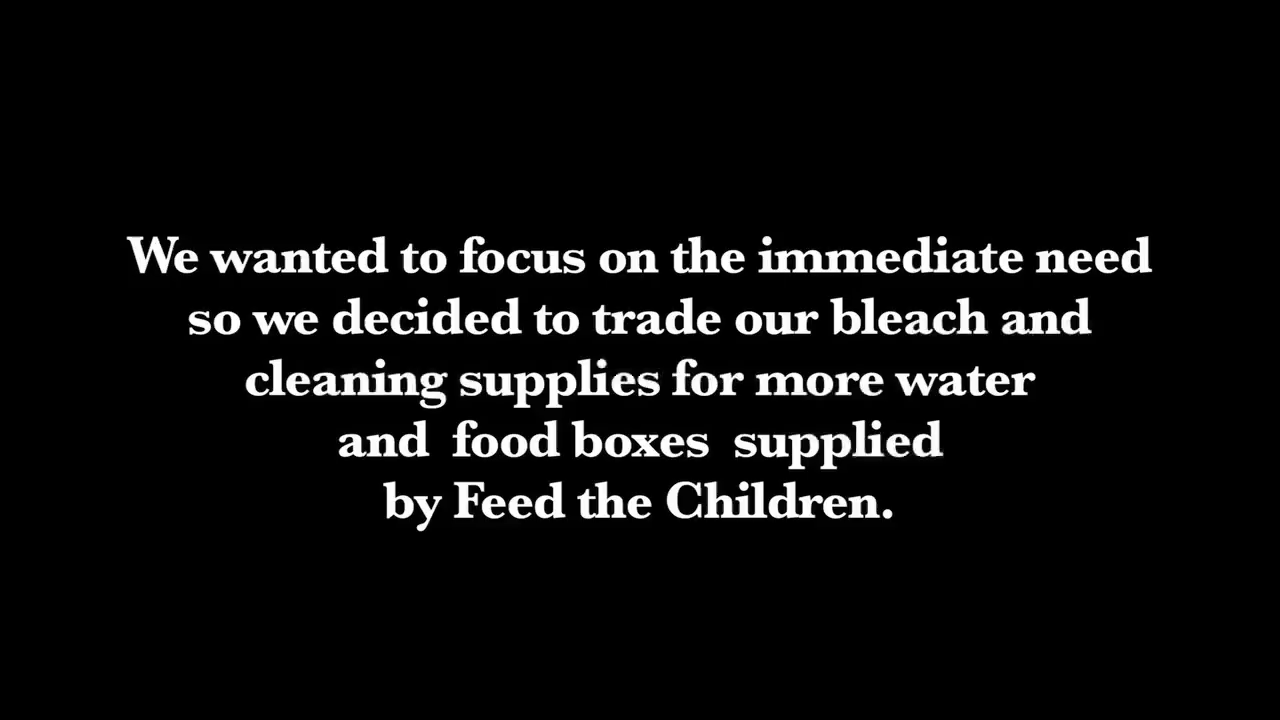 We wanted to focus on the immediate need
so we decided to trade our bleach and
cleaning supplies for more water
and  food boxes  supplied
by Feed the Children.